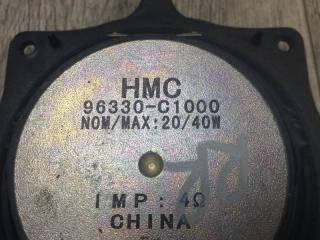 HMC
96330-C1000
NOM/MAX:20/40W
IMP: 4Ω
CHINA